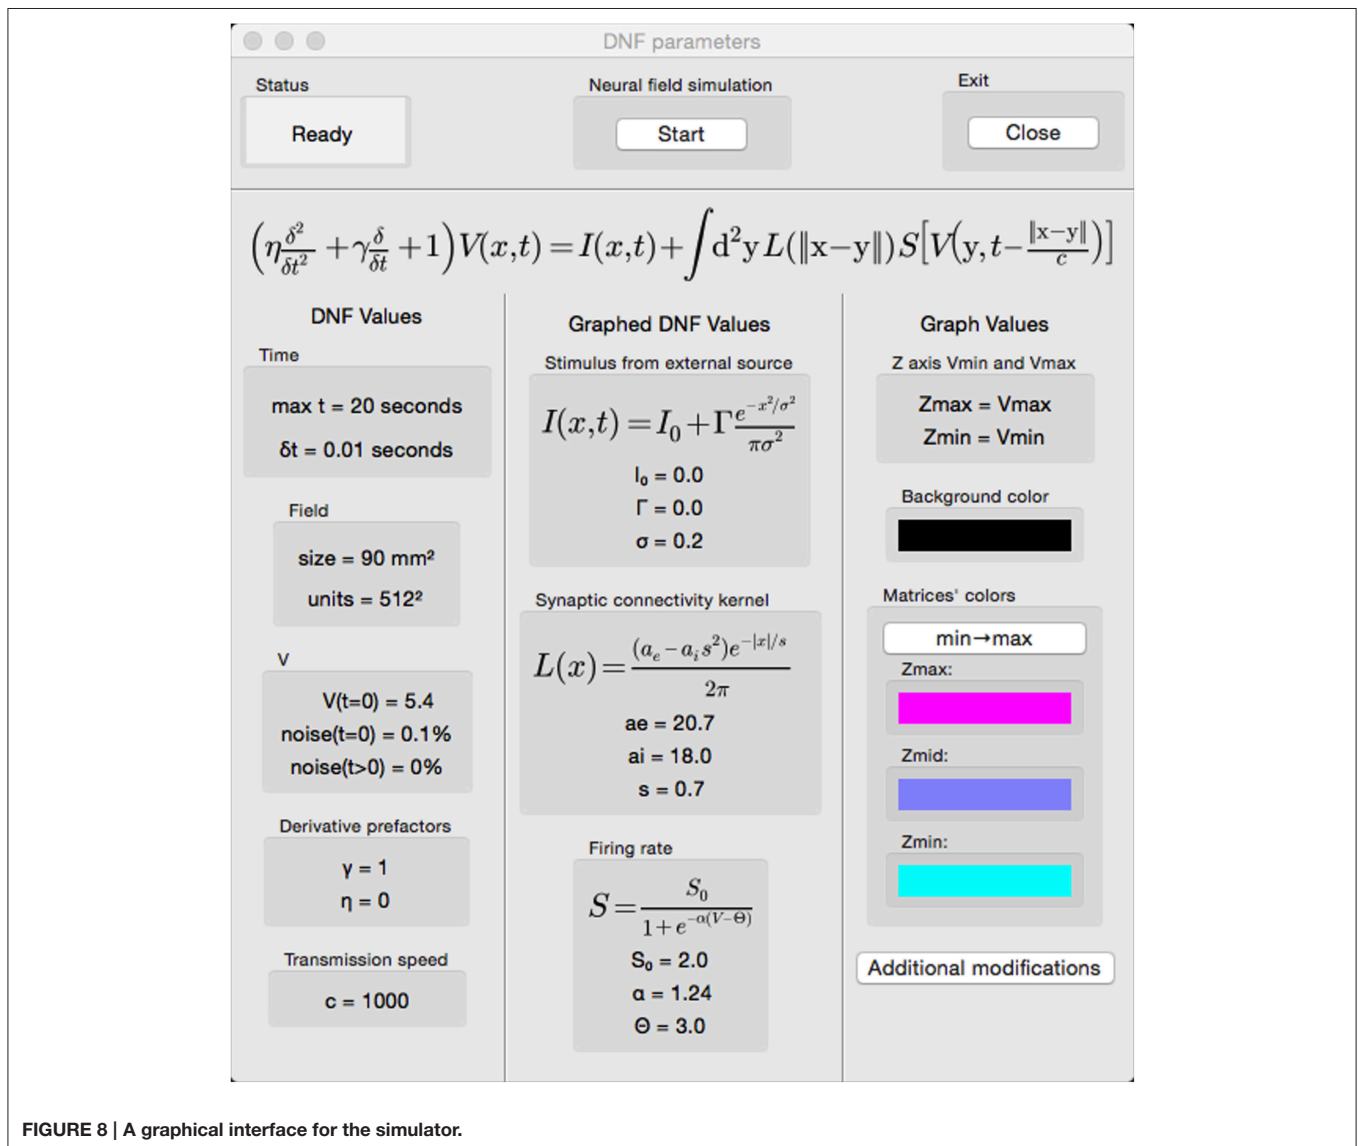 DNF parameters
Status
Ready
Neural field simulation
Start
Exit
Close
(η δ²/δt² + γ δ/δt + 1) V(x,t) = I(x,t) + ∫ d²y L(‖x−y‖) S[V(y, t− ‖x−y‖/c)]
DNF Values
Time
max t = 20 seconds
δt = 0.01 seconds
Field
size = 90 mm²
units = 512²
V
V(t=0) = 5.4
noise(t=0) = 0.1%
noise(t>0) = 0%
Derivative prefactors
γ = 1
η = 0
Transmission speed
c = 1000
Graphed DNF Values
Stimulus from external source
I(x,t) = I₀ + Γ e^(−x²/σ²)/πσ²
I₀ = 0.0
Γ = 0.0
σ = 0.2
Synaptic connectivity kernel
L(x) = (aₑ − aᵢs²)e^(−|x|/s)/2π
ae = 20.7
ai = 18.0
s = 0.7
Firing rate
S = S₀/(1 + e^(−α(V−Θ)))
S₀ = 2.0
α = 1.24
Θ = 3.0
Graph Values
Z axis Vmin and Vmax
Zmax = Vmax
Zmin = Vmin
Background color
Matrices' colors
min→max
Zmax:
Zmid:
Zmin:
Additional modifications
FIGURE 8 | A graphical interface for the simulator.